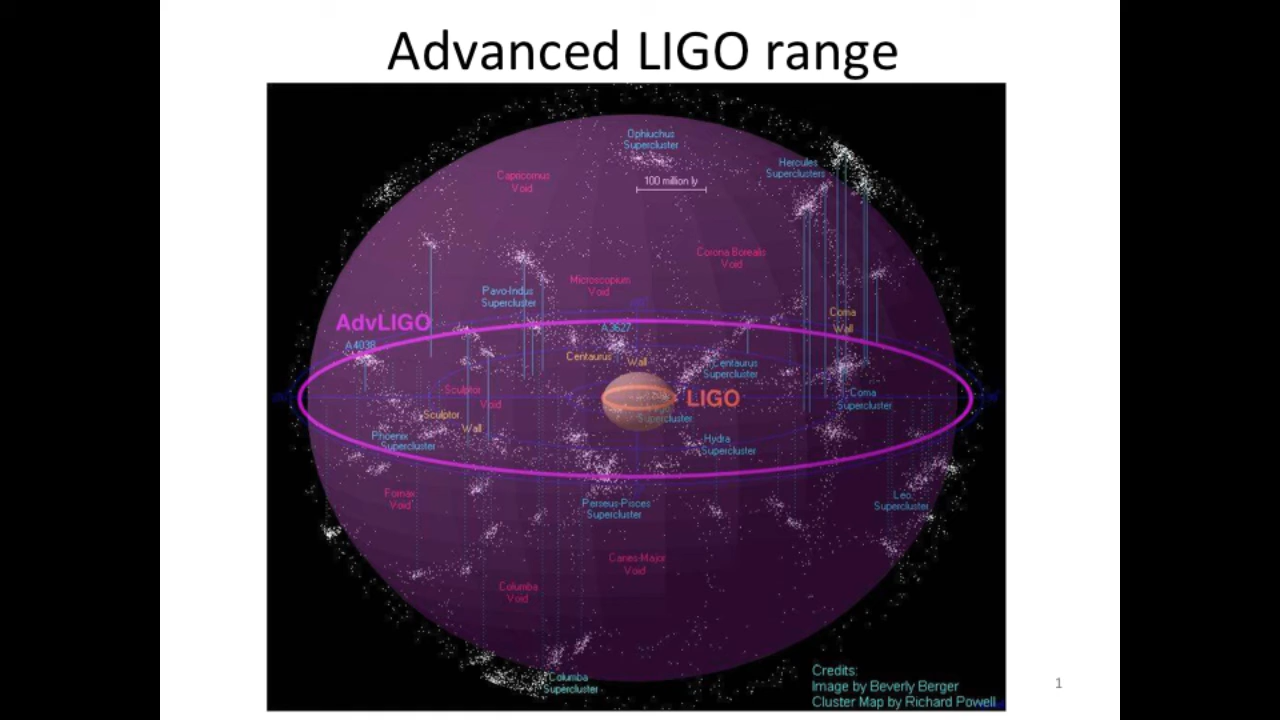 Advanced LIGO range
Ophiuchus
Supercluster
Hercules
Superclusters
Capricornus
Void
100 million ly
Corona Borealis
Void
Microscopium
Void
Pavo-Indus
Supercluster
AdvLIGO
A3627
Coma
Wall
A4038
Centaurus
Wall
Centaurus
Supercluster
Sculptor
Void
LIGO
Coma
Supercluster
Sculptor
Wall
Supercluster
Phoenix
Supercluster
Hydra
Supercluster
Fornax
Void
Perseus-Pisces
Supercluster
Leo
Supercluster
Canes-Major
Void
Columba
Void
Columba
Supercluster
Credits:
Image by Beverly Berger
Cluster Map by Richard Powell
1